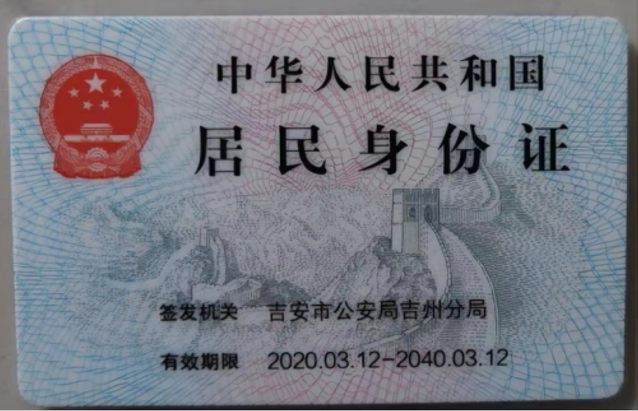 中华人民共和国
居民身份证
签发机关 吉安市公安局吉州分局
有效期限 2020.03.12-2040.03.12